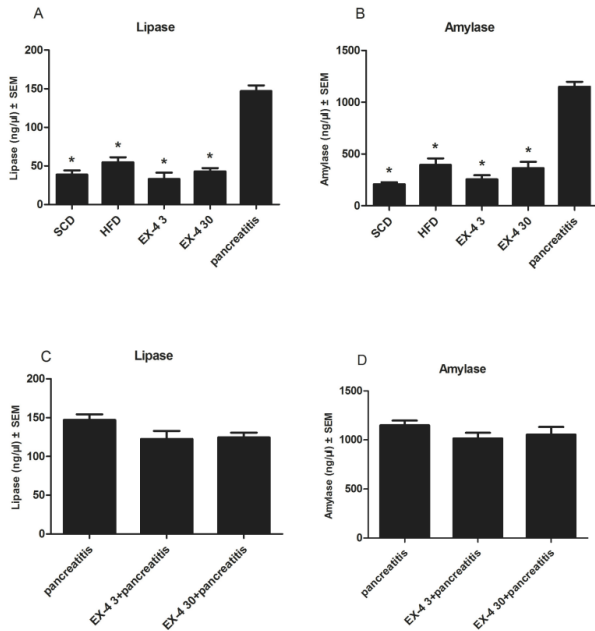 A
Lipase
Lipase (ng/µl) ± SEM
200
150
100
50
0
*
*
*
*
SCD
HFD
EX-4 3
EX-4 30
pancreatitis
B
Amylase
Amylase (ng/µl) ± SEM
1500
1000
500
0
*
*
*
*
SCD
HFD
EX-4 3
EX-4 30
pancreatitis
C
Lipase
Lipase (ng/µl) ± SEM
200
150
100
50
0
pancreatitis
EX-4 3+pancreatitis
EX-4 30+pancreatitis
D
Amylase
Amylase (ng/µl) ± SEM
1500
1000
500
0
pancreatitis
EX-4 3+pancreatitis
EX-4 30+pancreatitis